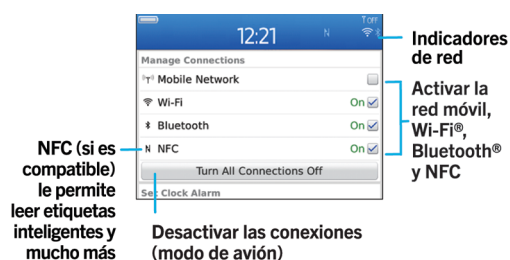 T OFF
12:21
N
Manage Connections
Mobile Network
Wi-Fi
On
Bluetooth
On
N NFC
On
Turn All Connections Off
Set Clock Alarm
Indicadores
de red
Activar la
red móvil,
Wi-Fi®,
Bluetooth®
y NFC
NFC (si es
compatible)
le permite
leer etiquetas
inteligentes y
mucho más
Desactivar las conexiones
(modo de avión)